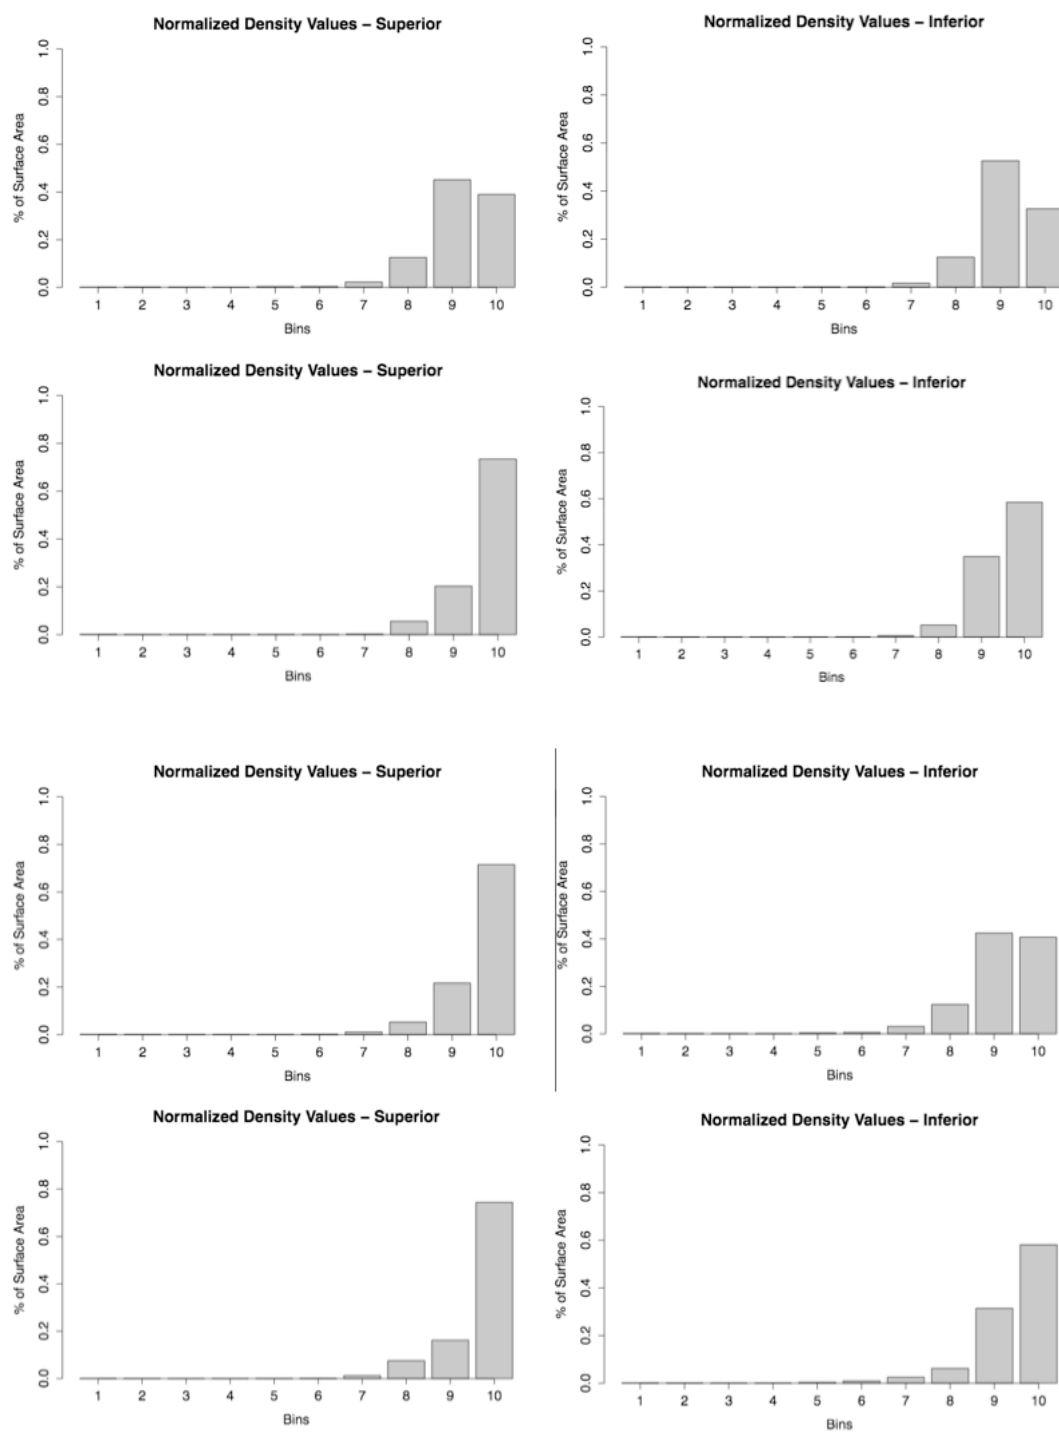 Normalized Density Values – Superior
% of Surface Area
1.0
0.8
0.6
0.4
0.2
0.0
1 2 3 4 5 6 7 8 9 10
Bins
Normalized Density Values – Inferior
% of Surface Area
1.0
0.8
0.6
0.4
0.2
0.0
1 2 3 4 5 6 7 8 9 10
Bins
Normalized Density Values – Superior
% of Surface Area
1.0
0.8
0.6
0.4
0.2
0.0
1 2 3 4 5 6 7 8 9 10
Bins
Normalized Density Values – Inferior
% of Surface Area
1.0
0.8
0.6
0.4
0.2
0.0
1 2 3 4 5 6 7 8 9 10
Bins
Normalized Density Values – Superior
% of Surface Area
1.0
0.8
0.6
0.4
0.2
0.0
1 2 3 4 5 6 7 8 9 10
Bins
Normalized Density Values – Inferior
% of Surface Area
1.0
0.8
0.6
0.4
0.2
0.0
1 2 3 4 5 6 7 8 9 10
Bins
Normalized Density Values – Superior
% of Surface Area
1.0
0.8
0.6
0.4
0.2
0.0
1 2 3 4 5 6 7 8 9 10
Bins
Normalized Density Values – Inferior
% of Surface Area
1.0
0.8
0.6
0.4
0.2
0.0
1 2 3 4 5 6 7 8 9 10
Bins